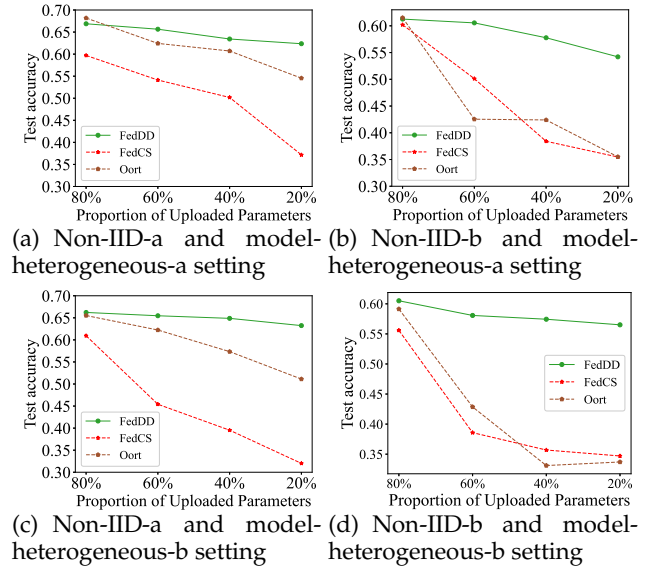 0.70
0.65
0.60
0.55
0.50
0.45
0.40
0.35
0.30
Test accuracy
FedDD
FedCS
Oort
80% 60% 40% 20%
Proportion of Uploaded Parameters
(a) Non-IID-a and model-
heterogeneous-a setting
0.60
0.55
0.50
0.45
0.40
0.35
0.30
Test accuracy
FedDD
FedCS
Oort
80% 60% 40% 20%
Proportion of Uploaded Parameters
(b) Non-IID-b and model-
heterogeneous-a setting
0.70
0.65
0.60
0.55
0.50
0.45
0.40
0.35
0.30
Test accuracy
FedDD
FedCS
Oort
80% 60% 40% 20%
Proportion of Uploaded Parameters
(c) Non-IID-a and model-
heterogeneous-b setting
0.60
0.55
0.50
0.45
0.40
0.35
Test accuracy
FedDD
FedCS
Oort
80% 60% 40% 20%
Proportion of Uploaded Parameters
(d) Non-IID-b and model-
heterogeneous-b setting